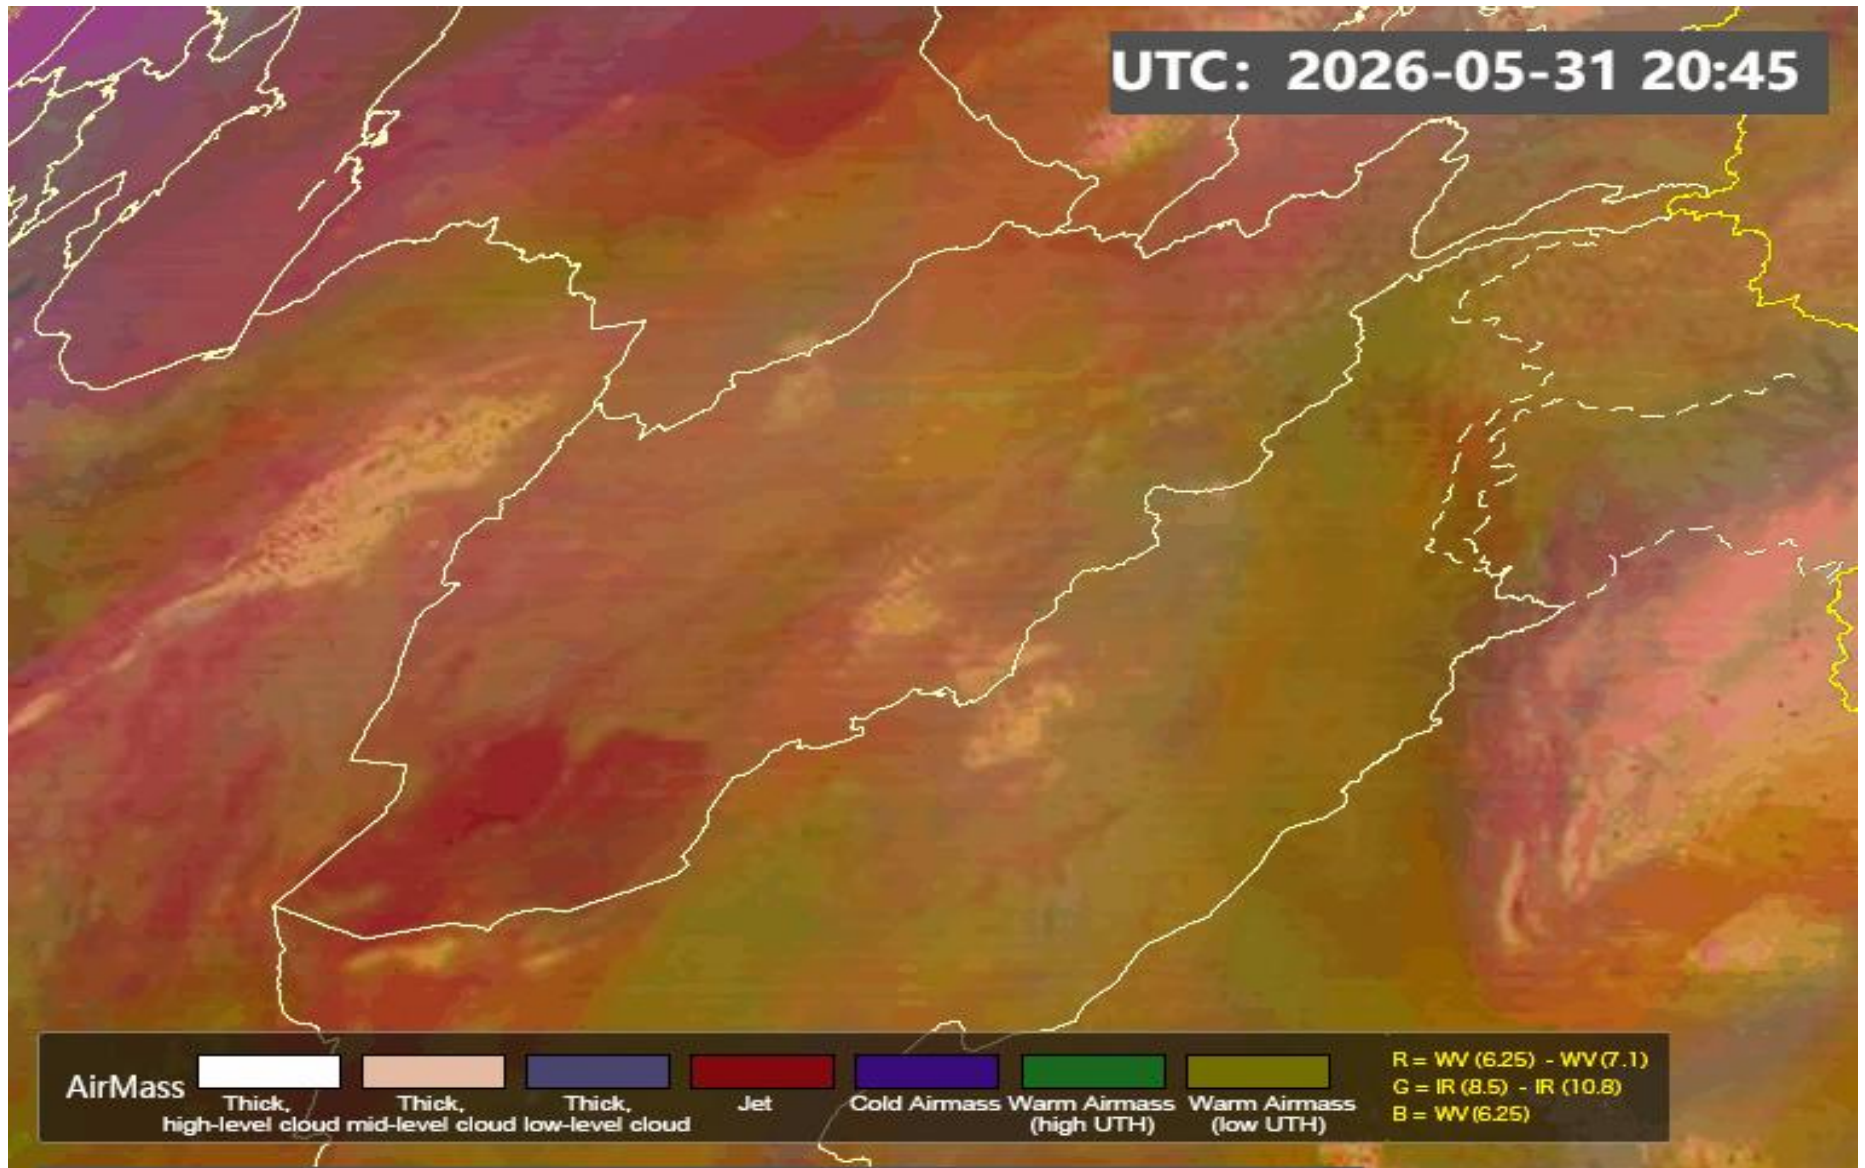 UTC: 2026-05-31 20:45
AirMass
Thick,
high-level cloud
Thick,
mid-level cloud
Thick,
low-level cloud
Jet
Cold Airmass
Warm Airmass
(high UTH)
Warm Airmass
(low UTH)
R = WV (6.25) - WV (7.1)
G = IR (8.5) - IR (10.8)
B = WV (6.25)